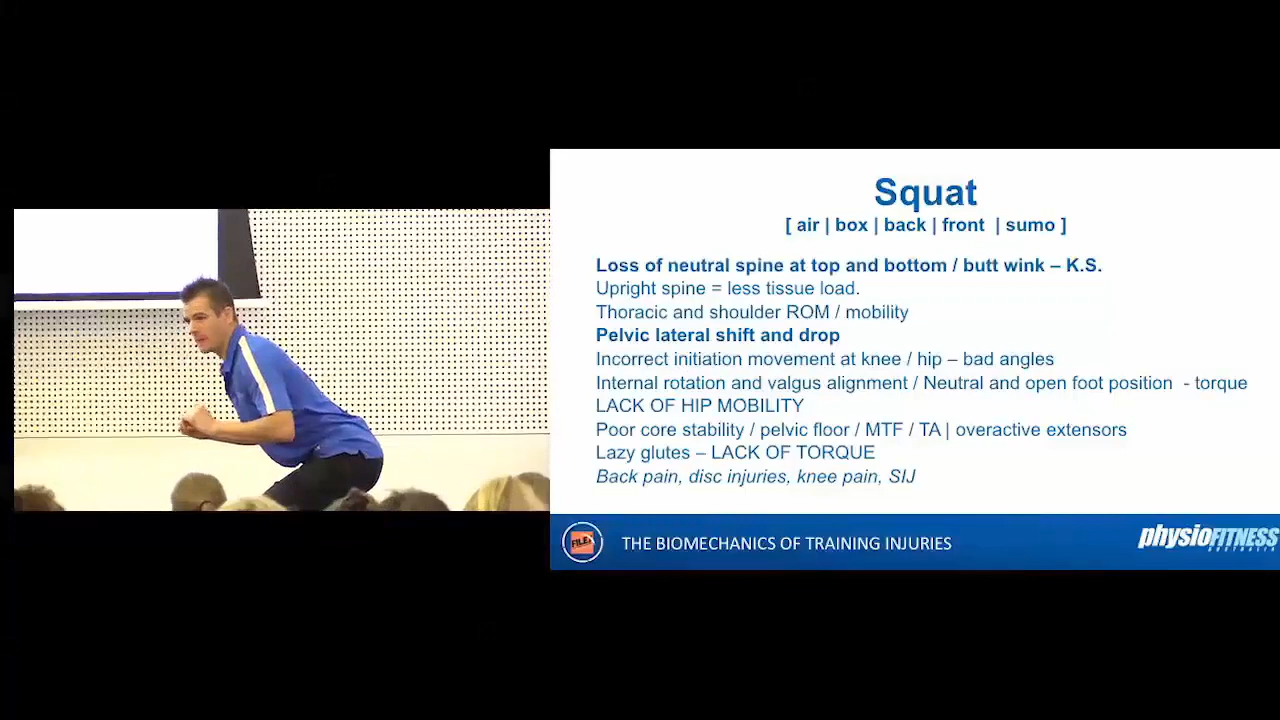 Squat
[ air | box | back | front | sumo ]
Loss of neutral spine at top and bottom / butt wink – K.S.
Upright spine = less tissue load.
Thoracic and shoulder ROM / mobility
Pelvic lateral shift and drop
Incorrect initiation movement at knee / hip – bad angles
Internal rotation and valgus alignment / Neutral and open foot position - torque
LACK OF HIP MOBILITY
Poor core stability / pelvic floor / MTF / TA | overactive extensors
Lazy glutes – LACK OF TORQUE
Back pain, disc injuries, knee pain, SIJ
FILEX
THE BIOMECHANICS OF TRAINING INJURIES
physioFITNESS
AUSTRALIA